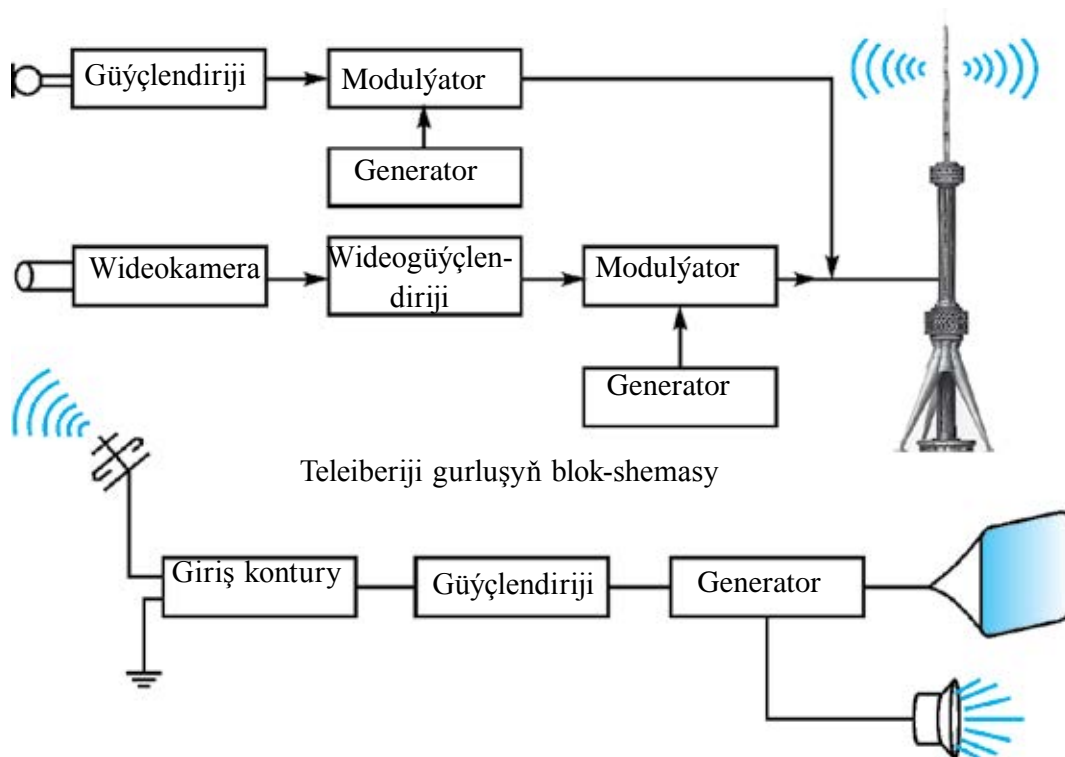 Güýçlendiriji
Modulýator
Generator
Wideokamera
Wideogüýçlen-
diriji
Modulýator
Generator
Teleiberiji gurluşyň blok-shemasy
Giriş kontury
Güýçlendiriji
Generator